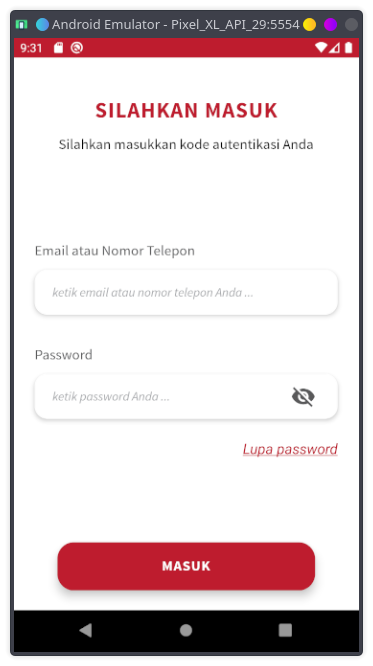 Android Emulator - Pixel_XL_API_29:5554
9:31
SILAHKAN MASUK
Silahkan masukkan kode autentikasi Anda
Email atau Nomor Telepon
ketik email atau nomor telepon Anda ...
Password
ketik password Anda ...
Lupa password
MASUK